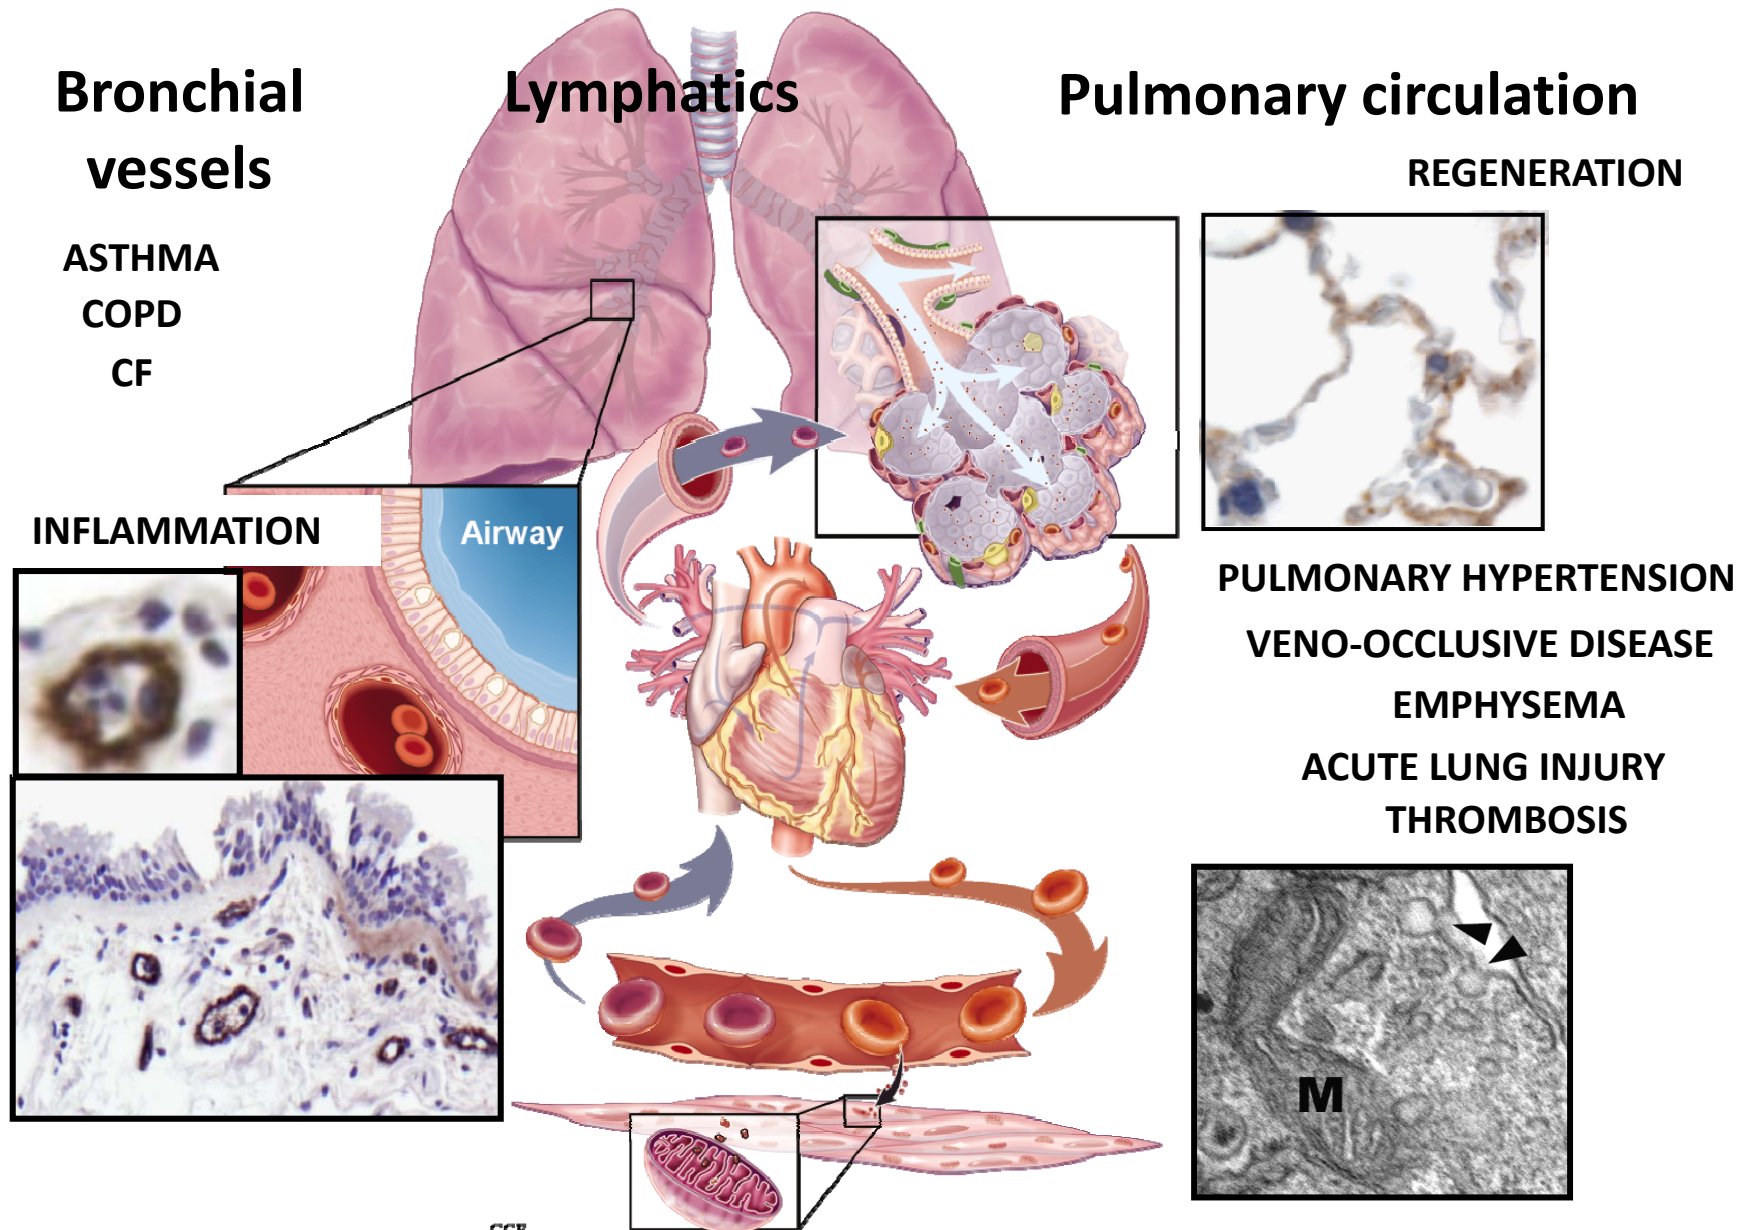 Bronchial
vessels
ASTHMA
COPD
CF
INFLAMMATION
Lymphatics
Airway
Pulmonary circulation
REGENERATION
PULMONARY HYPERTENSION
VENO-OCCLUSIVE DISEASE
EMPHYSEMA
ACUTE LUNG INJURY
THROMBOSIS
M